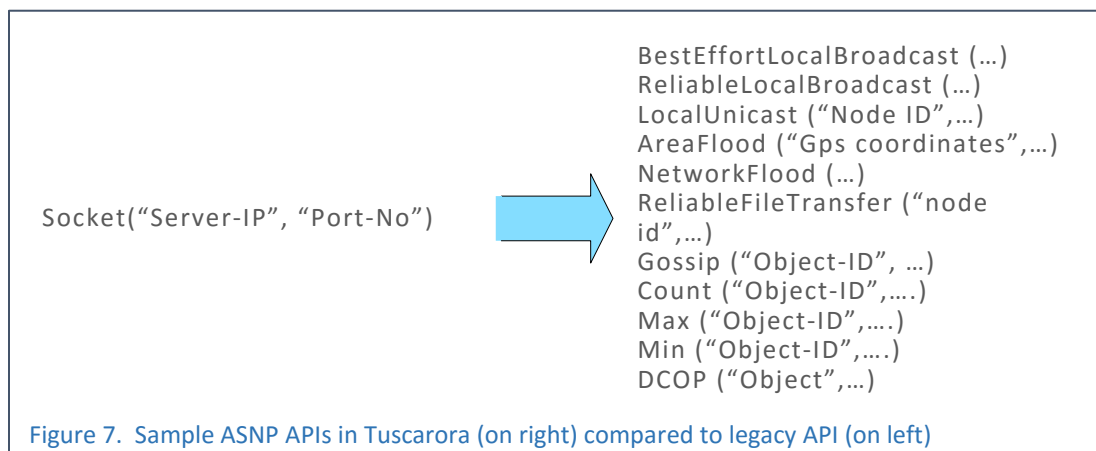 Socket(“Server-IP”, “Port-No”)
BestEffortLocalBroadcast (…)
ReliableLocalBroadcast (…)
LocalUnicast (“Node ID”,…)
AreaFlood (“Gps coordinates”,…)
NetworkFlood (…)
ReliableFileTransfer (“node
id”,…)
Gossip (“Object-ID”, …)
Count (“Object-ID”,….)
Max (“Object-ID”,….)
Min (“Object-ID”,….)
DCOP (“Object”,…)
Figure 7. Sample ASNP APIs in Tuscarora (on right) compared to legacy API (on left)